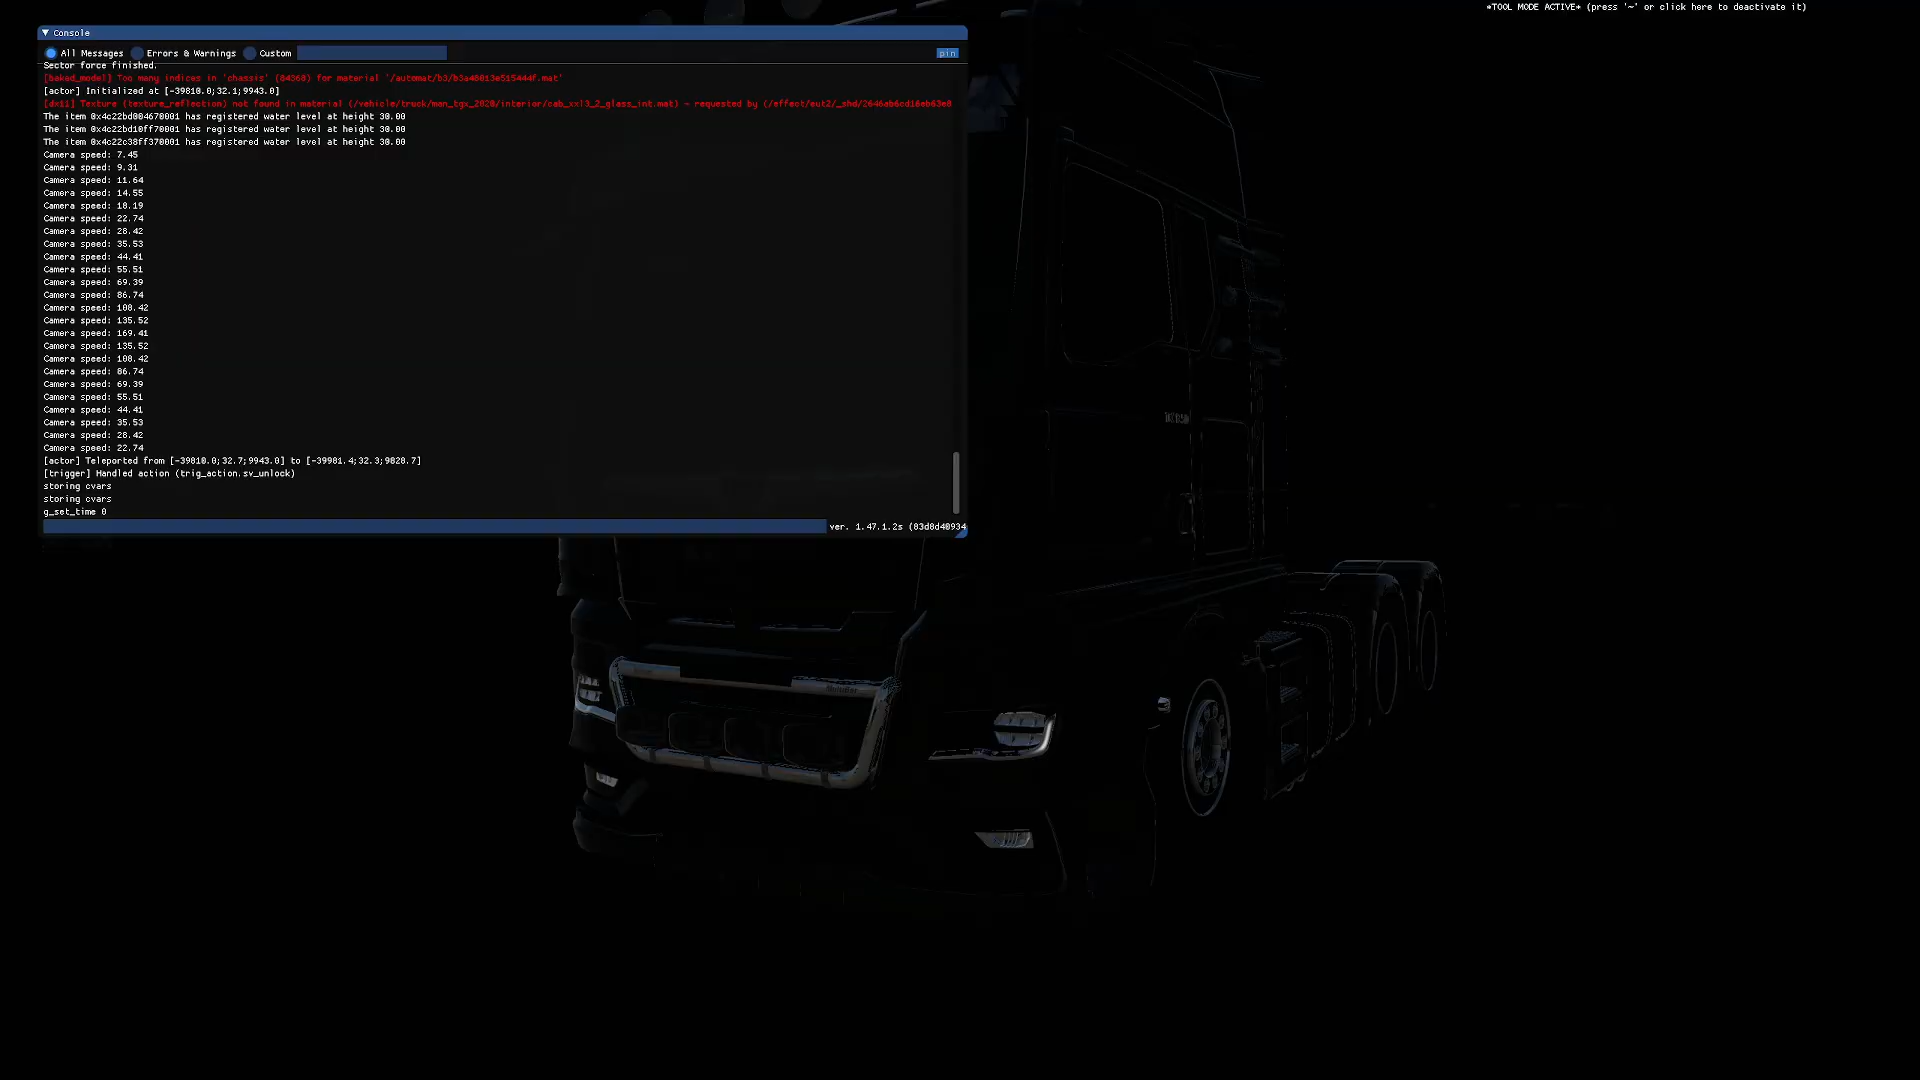 *TOOL MODE ACTIVE* (press '~' or click here to deactivate it)
Console
All Messages Errors & Warnings Custom pin
Sector force finished.
[baked_model] Too many indices in 'chassis' (84368) for material '/automat/b3/b3a48013e515444f.mat'
[actor] Initialized at [-39810.0;32.1;9943.0]
[dx11] Texture (texture_reflection) not found in material (/vehicle/truck/man_tgx_2020/interior/cab_xxl3_2_glass_int.mat) - requested by (/effect/eut2/_shd/2646ab6cd16eb63e8
The item 0x4c22bd004670001 has registered water level at height 30.00
The item 0x4c22bd10ff70001 has registered water level at height 30.00
The item 0x4c22c38ff370001 has registered water level at height 30.00
Camera speed: 7.45
Camera speed: 9.31
Camera speed: 11.64
Camera speed: 14.55
Camera speed: 18.19
Camera speed: 22.74
Camera speed: 28.42
Camera speed: 35.53
Camera speed: 44.41
Camera speed: 55.51
Camera speed: 69.39
Camera speed: 86.74
Camera speed: 108.42
Camera speed: 135.52
Camera speed: 169.41
Camera speed: 135.52
Camera speed: 108.42
Camera speed: 86.74
Camera speed: 69.39
Camera speed: 55.51
Camera speed: 44.41
Camera speed: 35.53
Camera speed: 28.42
Camera speed: 22.74
[actor] Teleported from [-39810.0;32.7;9943.0] to [-39981.4;32.3;9828.7]
[trigger] Handled action (trig_action.sv_unlock)
storing cvars
storing cvars
g_set_time 0
ver. 1.47.1.2s (03d8d40934